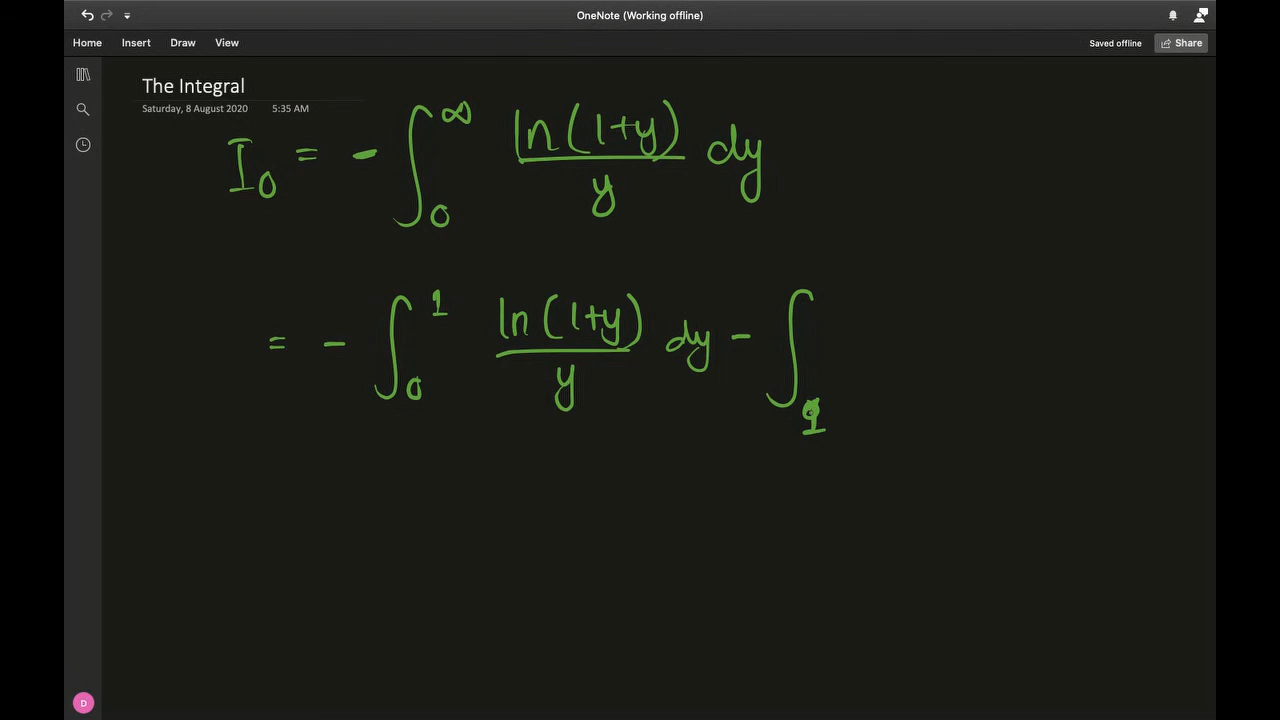 OneNote (Working offline)
Home Insert Draw View
Saved offline Share
The Integral
Saturday, 8 August 2020 5:35 AM
I₀ = - ∫₀^∞ ln(1+y)/y dy
= - ∫₀^1 ln(1+y)/y dy - ∫
D